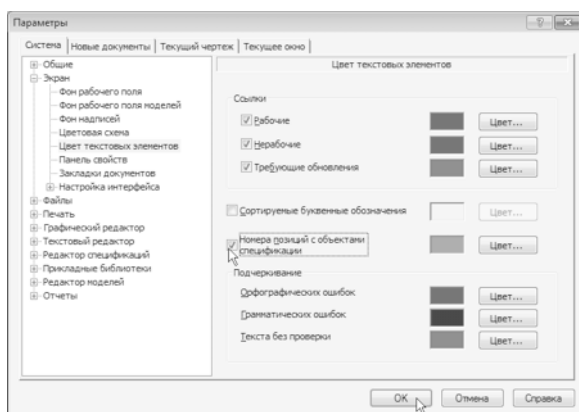 Параметры
Система Новые документы Текущий чертеж Текущее окно
Общие
Экран
Фон рабочего поля
Фон рабочего поля моделей
Фон надписей
Цветовая схема
Цвет текстовых элементов
Панель свойств
Закладки документов
Настройка интерфейса
Файлы
Печать
Графический редактор
Текстовый редактор
Редактор спецификаций
Прикладные библиотеки
Редактор моделей
Отчеты
Цвет текстовых элементов
Ссылки
Рабочие Цвет...
Нерабочие Цвет...
Требующие обновления Цвет...
Сортируемые буквенные обозначения Цвет...
Номера позиций с объектами
спецификации Цвет...
Подчеркивание
Орфографических ошибок Цвет...
Грамматических ошибок Цвет...
Текста без проверки Цвет...
OK Отмена Справка